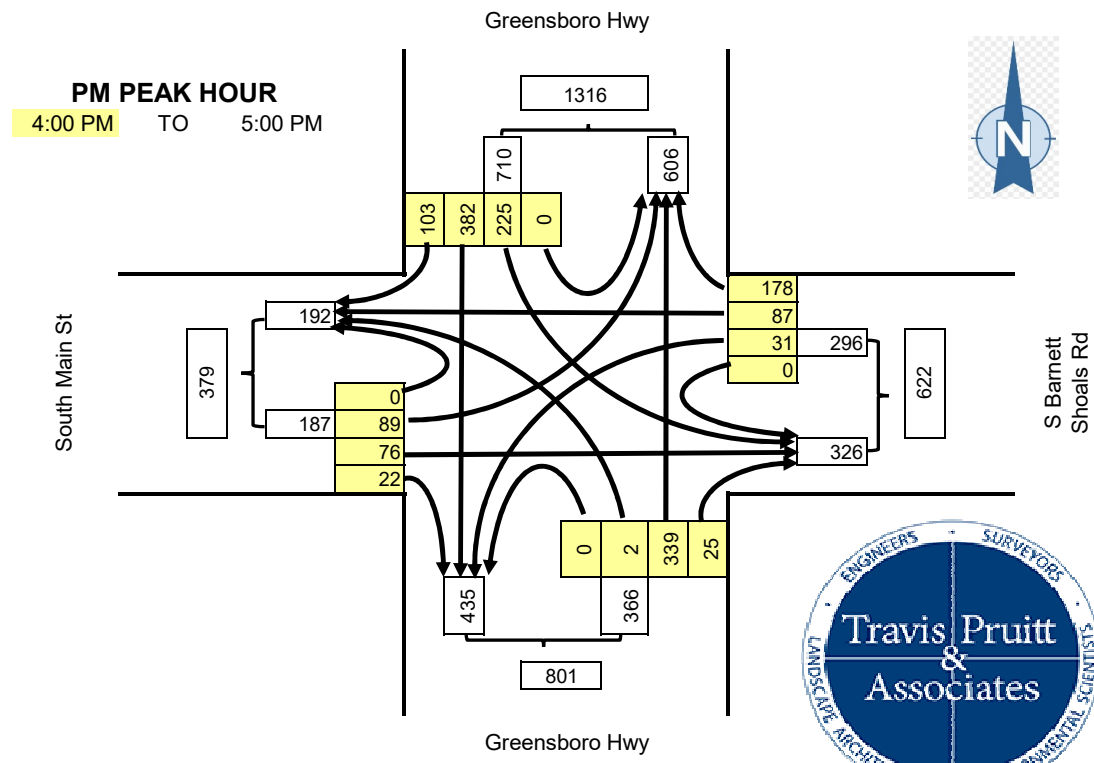 Greensboro Hwy
PM PEAK HOUR
4:00 PM TO 5:00 PM
1316
710
606
N
103 382 225 0
178
87
31 296
0
192
379
South Main St
0
187 89
76
22
622
S Barnett
Shoals Rd
326
0 2 339 25
435
366
801
Greensboro Hwy
ENGINEERS
SURVEYORS
Travis Pruitt
&
Associates